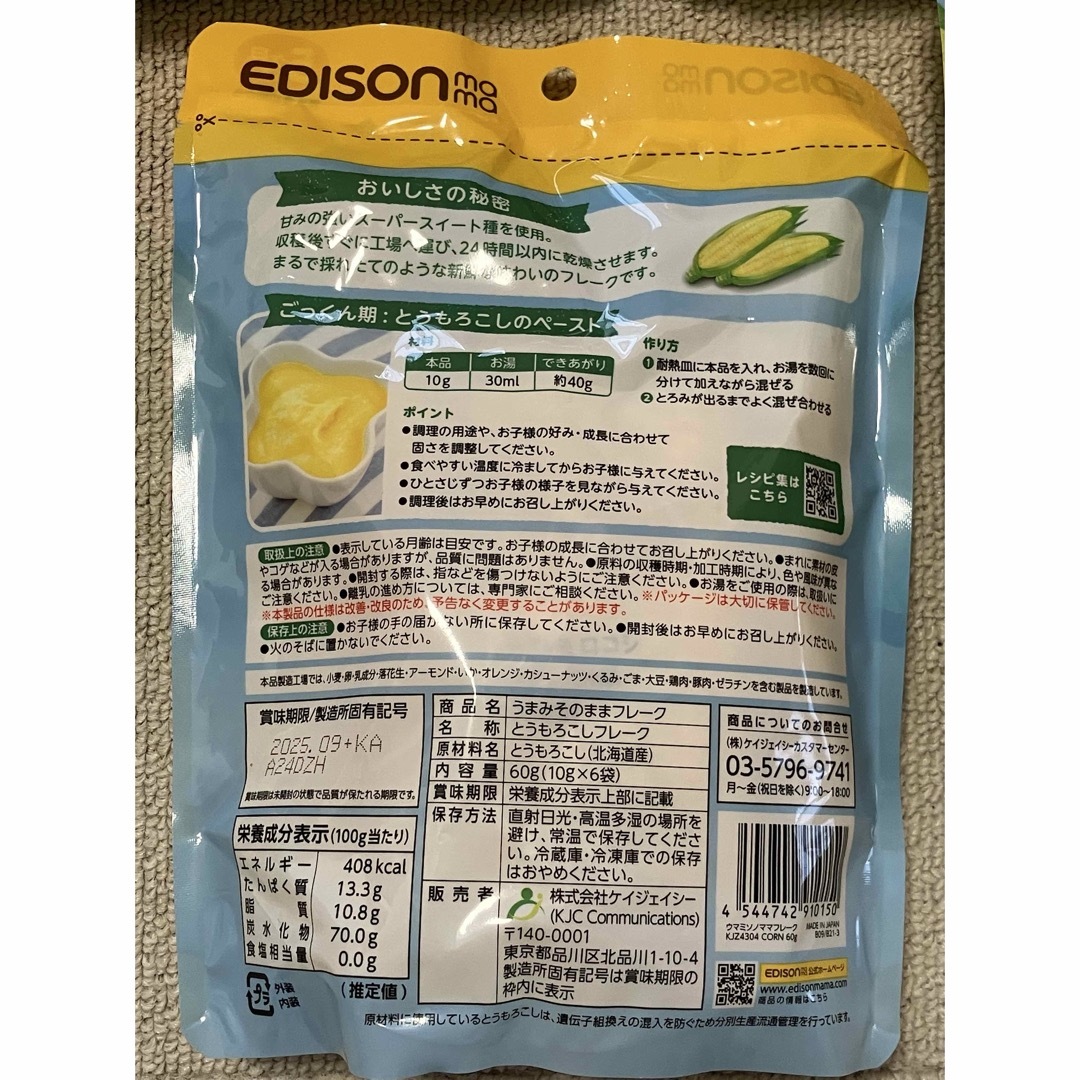 EDISON mama
おいしさの秘密
甘みの強いスーパースイート種を使用。
収穫後すぐに工場へ運び、24時間以内に乾燥させます。
まるで採れたてのような新鮮な味わいのフレークです。
ごっくん期:とうもろこしのペースト
材料
本品 お湯 できあがり
10g 30ml 約40g
作り方
❶耐熱皿に本品を入れ、お湯を数回に
分けて加えながら混ぜる
❷とろみが出るまでよく混ぜ合わせる
ポイント
●調理の用途や、お子様の好み・成長に合わせて
固さを調整してください。
●食べやすい温度に冷ましてからお子様に与えてください。
●ひとさじずつお子様の様子を見ながら与えてください。
●調理後はお早めにお召し上がりください。
レシピ集は
こちら
取扱上の注意 ●表示している月齢は目安です。お子様の成長に合わせてお召し上がりください。●まれに素材の皮
やコゲなどが入る場合がありますが、品質に問題はありません。●原料の収穫時期・加工時期により、色や風味が異な
る場合があります。●開封する際は、指などを傷つけないようにご注意ください。●お湯をご使用の際は、取扱いに
ご注意ください。●離乳の進め方については、専門家にご相談ください。※パッケージは大切に保管してください。
※本製品の仕様は改善・改良のため、予告なく変更することがあります。
保存上の注意 ●お子様の手の届かない所に保存してください。●開封後はお早めにお召し上がりください。
●火のそばに置かないでください。
本品製造工場では、小麦・卵・乳成分・落花生・アーモンド・いか・オレンジ・カシューナッツ・くるみ・ごま・大豆・鶏肉・豚肉・ゼラチンを含む製品を製造しています。
賞味期限/製造所固有記号
2025.09+KA
A24DZH
賞味期限は未開封の状態で品質が保たれる期限です。
栄養成分表示(100g当たり)
エネルギー 408kcal
たんぱく質 13.3g
脂質 10.8g
炭水化物 70.0g
食塩相当量 0.0g
(推定値)
プラ
外装
内装
商品名 うまみそのままフレーク
名称 とうもろこしフレーク
原材料名 とうもろこし(北海道産)
内容量 60g(10g×6袋)
賞味期限 栄養成分表示上部に記載
保存方法 直射日光・高温多湿の場所を
避け、常温で保存してくださ
い。冷蔵庫・冷凍庫での保存
はおやめください。
販売者 株式会社ケイジェイシー
(KJC Communications)
〒140-0001
東京都品川区北品川1-10-4
製造所固有記号は賞味期限の
枠内に表示
商品についてのお問合せ
(株)ケイジェイシーカスタマーセンター
03-5796-9741
月~金(祝日を除く)9:00~18:00
4 544742 910150
ウマミソノママフレーク
KJZ4304 CORN 60g
MADE IN JAPAN
B09/B21-3
EDISON mama 公式ホームページ
www.edisonmama.com
商品の情報はこちら
原材料に使用しているとうもろこしは、遺伝子組換えの混入を防ぐため分別生産流通管理を行っています。